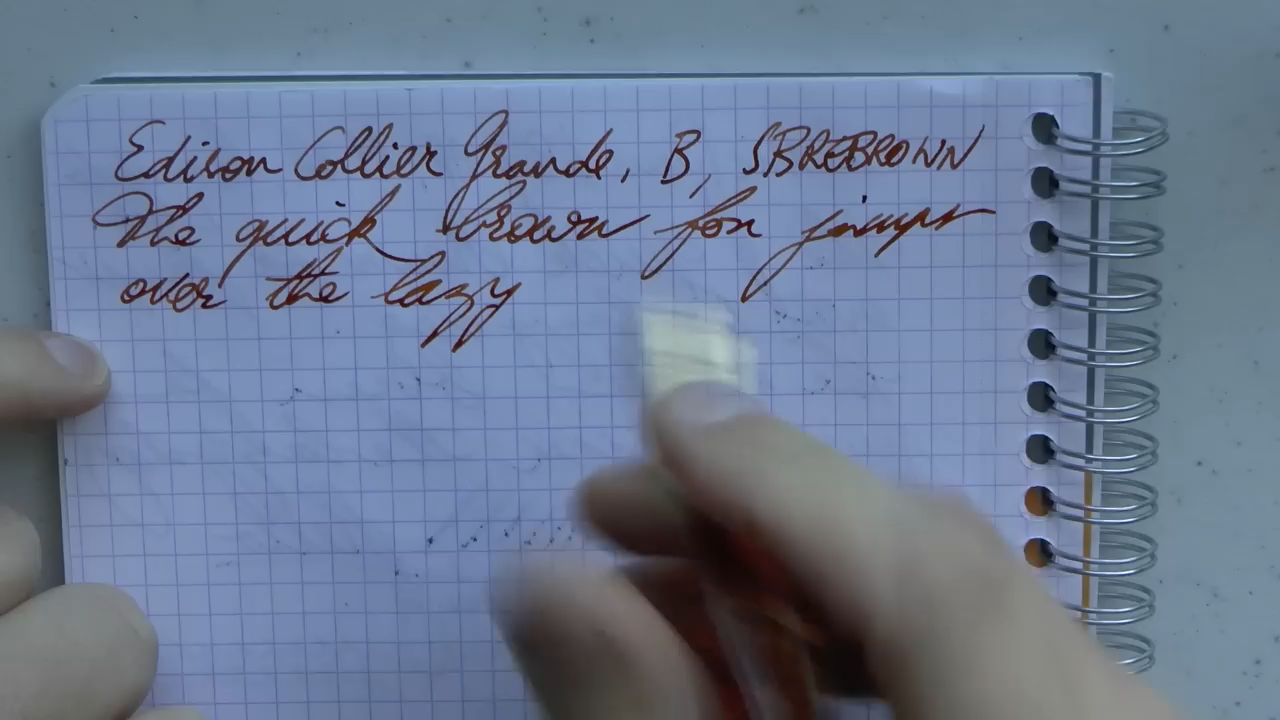 Edison Collier Grande, B, SBREBROWN
The quick brown fox jumps
over the lazy